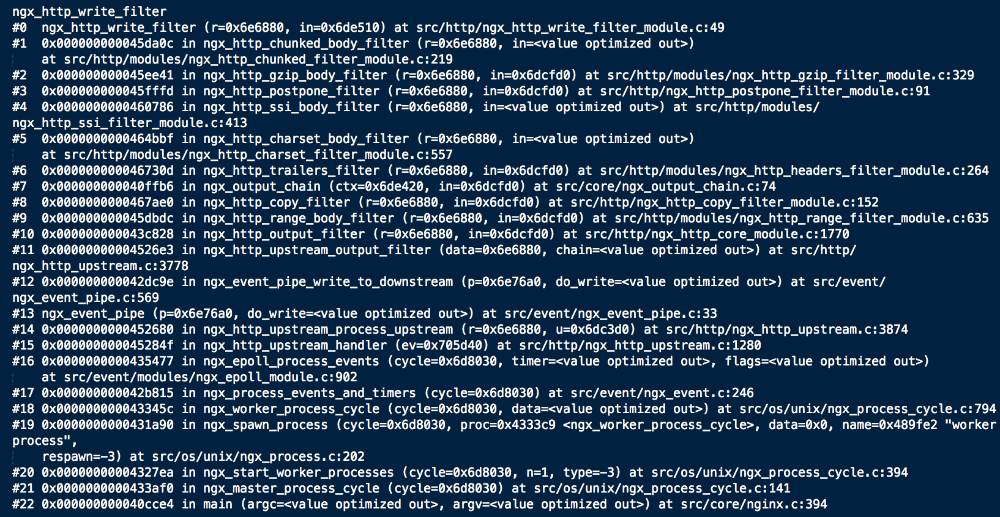 ngx_http_write_filter
#0  ngx_http_write_filter (r=0x6e6880, in=0x6de510) at src/http/ngx_http_write_filter_module.c:49
#1  0x000000000045da0c in ngx_http_chunked_body_filter (r=0x6e6880, in=<value optimized out>)
    at src/http/modules/ngx_http_chunked_filter_module.c:219
#2  0x000000000045ee41 in ngx_http_gzip_body_filter (r=0x6e6880, in=0x6dcfd0) at src/http/modules/ngx_http_gzip_filter_module.c:329
#3  0x000000000045fffd in ngx_http_postpone_filter (r=0x6e6880, in=0x6dcfd0) at src/http/ngx_http_postpone_filter_module.c:91
#4  0x0000000000460786 in ngx_http_ssi_body_filter (r=0x6e6880, in=<value optimized out>) at src/http/modules/
ngx_http_ssi_filter_module.c:413
#5  0x0000000000464bbf in ngx_http_charset_body_filter (r=0x6e6880, in=<value optimized out>)
    at src/http/modules/ngx_http_charset_filter_module.c:557
#6  0x000000000046730d in ngx_http_trailers_filter (r=0x6e6880, in=0x6dcfd0) at src/http/modules/ngx_http_headers_filter_module.c:264
#7  0x000000000040ffb6 in ngx_output_chain (ctx=0x6de420, in=0x6dcfd0) at src/core/ngx_output_chain.c:74
#8  0x0000000000467ae0 in ngx_http_copy_filter (r=0x6e6880, in=0x6dcfd0) at src/http/ngx_http_copy_filter_module.c:152
#9  0x000000000045dbdc in ngx_http_range_body_filter (r=0x6e6880, in=0x6dcfd0) at src/http/modules/ngx_http_range_filter_module.c:635
#10 0x000000000043c828 in ngx_http_output_filter (r=0x6e6880, in=0x6dcfd0) at src/http/ngx_http_core_module.c:1770
#11 0x00000000004526e3 in ngx_http_upstream_output_filter (data=0x6e6880, chain=<value optimized out>) at src/http/
ngx_http_upstream.c:3778
#12 0x000000000042dc9e in ngx_event_pipe_write_to_downstream (p=0x6e76a0, do_write=<value optimized out>) at src/event/
ngx_event_pipe.c:569
#13 ngx_event_pipe (p=0x6e76a0, do_write=<value optimized out>) at src/event/ngx_event_pipe.c:33
#14 0x0000000000452680 in ngx_http_upstream_process_upstream (r=0x6e6880, u=0x6dc3d0) at src/http/ngx_http_upstream.c:3874
#15 0x000000000045284f in ngx_http_upstream_handler (ev=0x705d40) at src/http/ngx_http_upstream.c:1280
#16 0x0000000000435477 in ngx_epoll_process_events (cycle=0x6d8030, timer=<value optimized out>, flags=<value optimized out>)
    at src/event/modules/ngx_epoll_module.c:902
#17 0x000000000042b815 in ngx_process_events_and_timers (cycle=0x6d8030) at src/event/ngx_event.c:246
#18 0x000000000043345c in ngx_worker_process_cycle (cycle=0x6d8030, data=<value optimized out>) at src/os/unix/ngx_process_cycle.c:794
#19 0x0000000000431a90 in ngx_spawn_process (cycle=0x6d8030, proc=0x4333c9 <ngx_worker_process_cycle>, data=0x0, name=0x489fe2 "worker
process",
    respawn=-3) at src/os/unix/ngx_process.c:202
#20 0x00000000004327ea in ngx_start_worker_processes (cycle=0x6d8030, n=1, type=-3) at src/os/unix/ngx_process_cycle.c:394
#21 0x0000000000433af0 in ngx_master_process_cycle (cycle=0x6d8030) at src/os/unix/ngx_process_cycle.c:141
#22 0x000000000040cce4 in main (argc=<value optimized out>, argv=<value optimized out>) at src/core/nginx.c:394